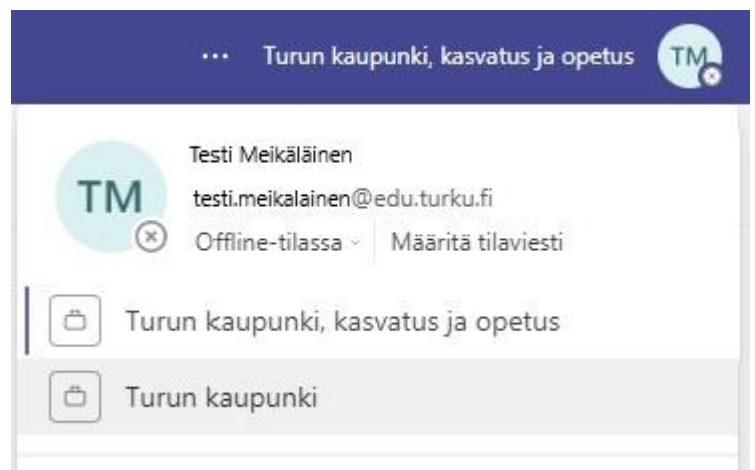 ··· Turun kaupunki, kasvatus ja opetus TM
Testi Meikäläinen
TM
testi.meikalainen@edu.turku.fi
Offline-tilassa Määritä tilaviesti
Turun kaupunki, kasvatus ja opetus
Turun kaupunki